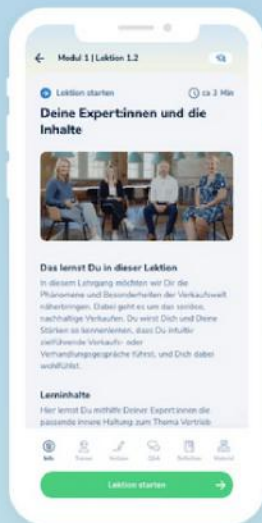 Modul 1 | Lektion 1.2
Lektion starten
ca 3 Min
Deine Expert:innen und die
Inhalte
Das lernst Du in dieser Lektion
In diesem Lehrgang möchten wir Dir die
Phänomene und Besonderheiten der Verkaufswelt
näherbringen. Dabei geht es um das seriöse,
nachhaltige Verkaufen. Du wirst Dich und Deine
Stärken so kennenlernen, dass Du intuitiv
zielführende Verkaufs- oder
Verhandlungsgespräche führst, und Dich dabei
wohlfühlst.
Lerninhalte
Hier lernst Du mithilfe Deiner Expert:innen die
passende innere Haltung zum Thema Vertrieb
Info
Notizen
Q&A
Material
Lektion starten